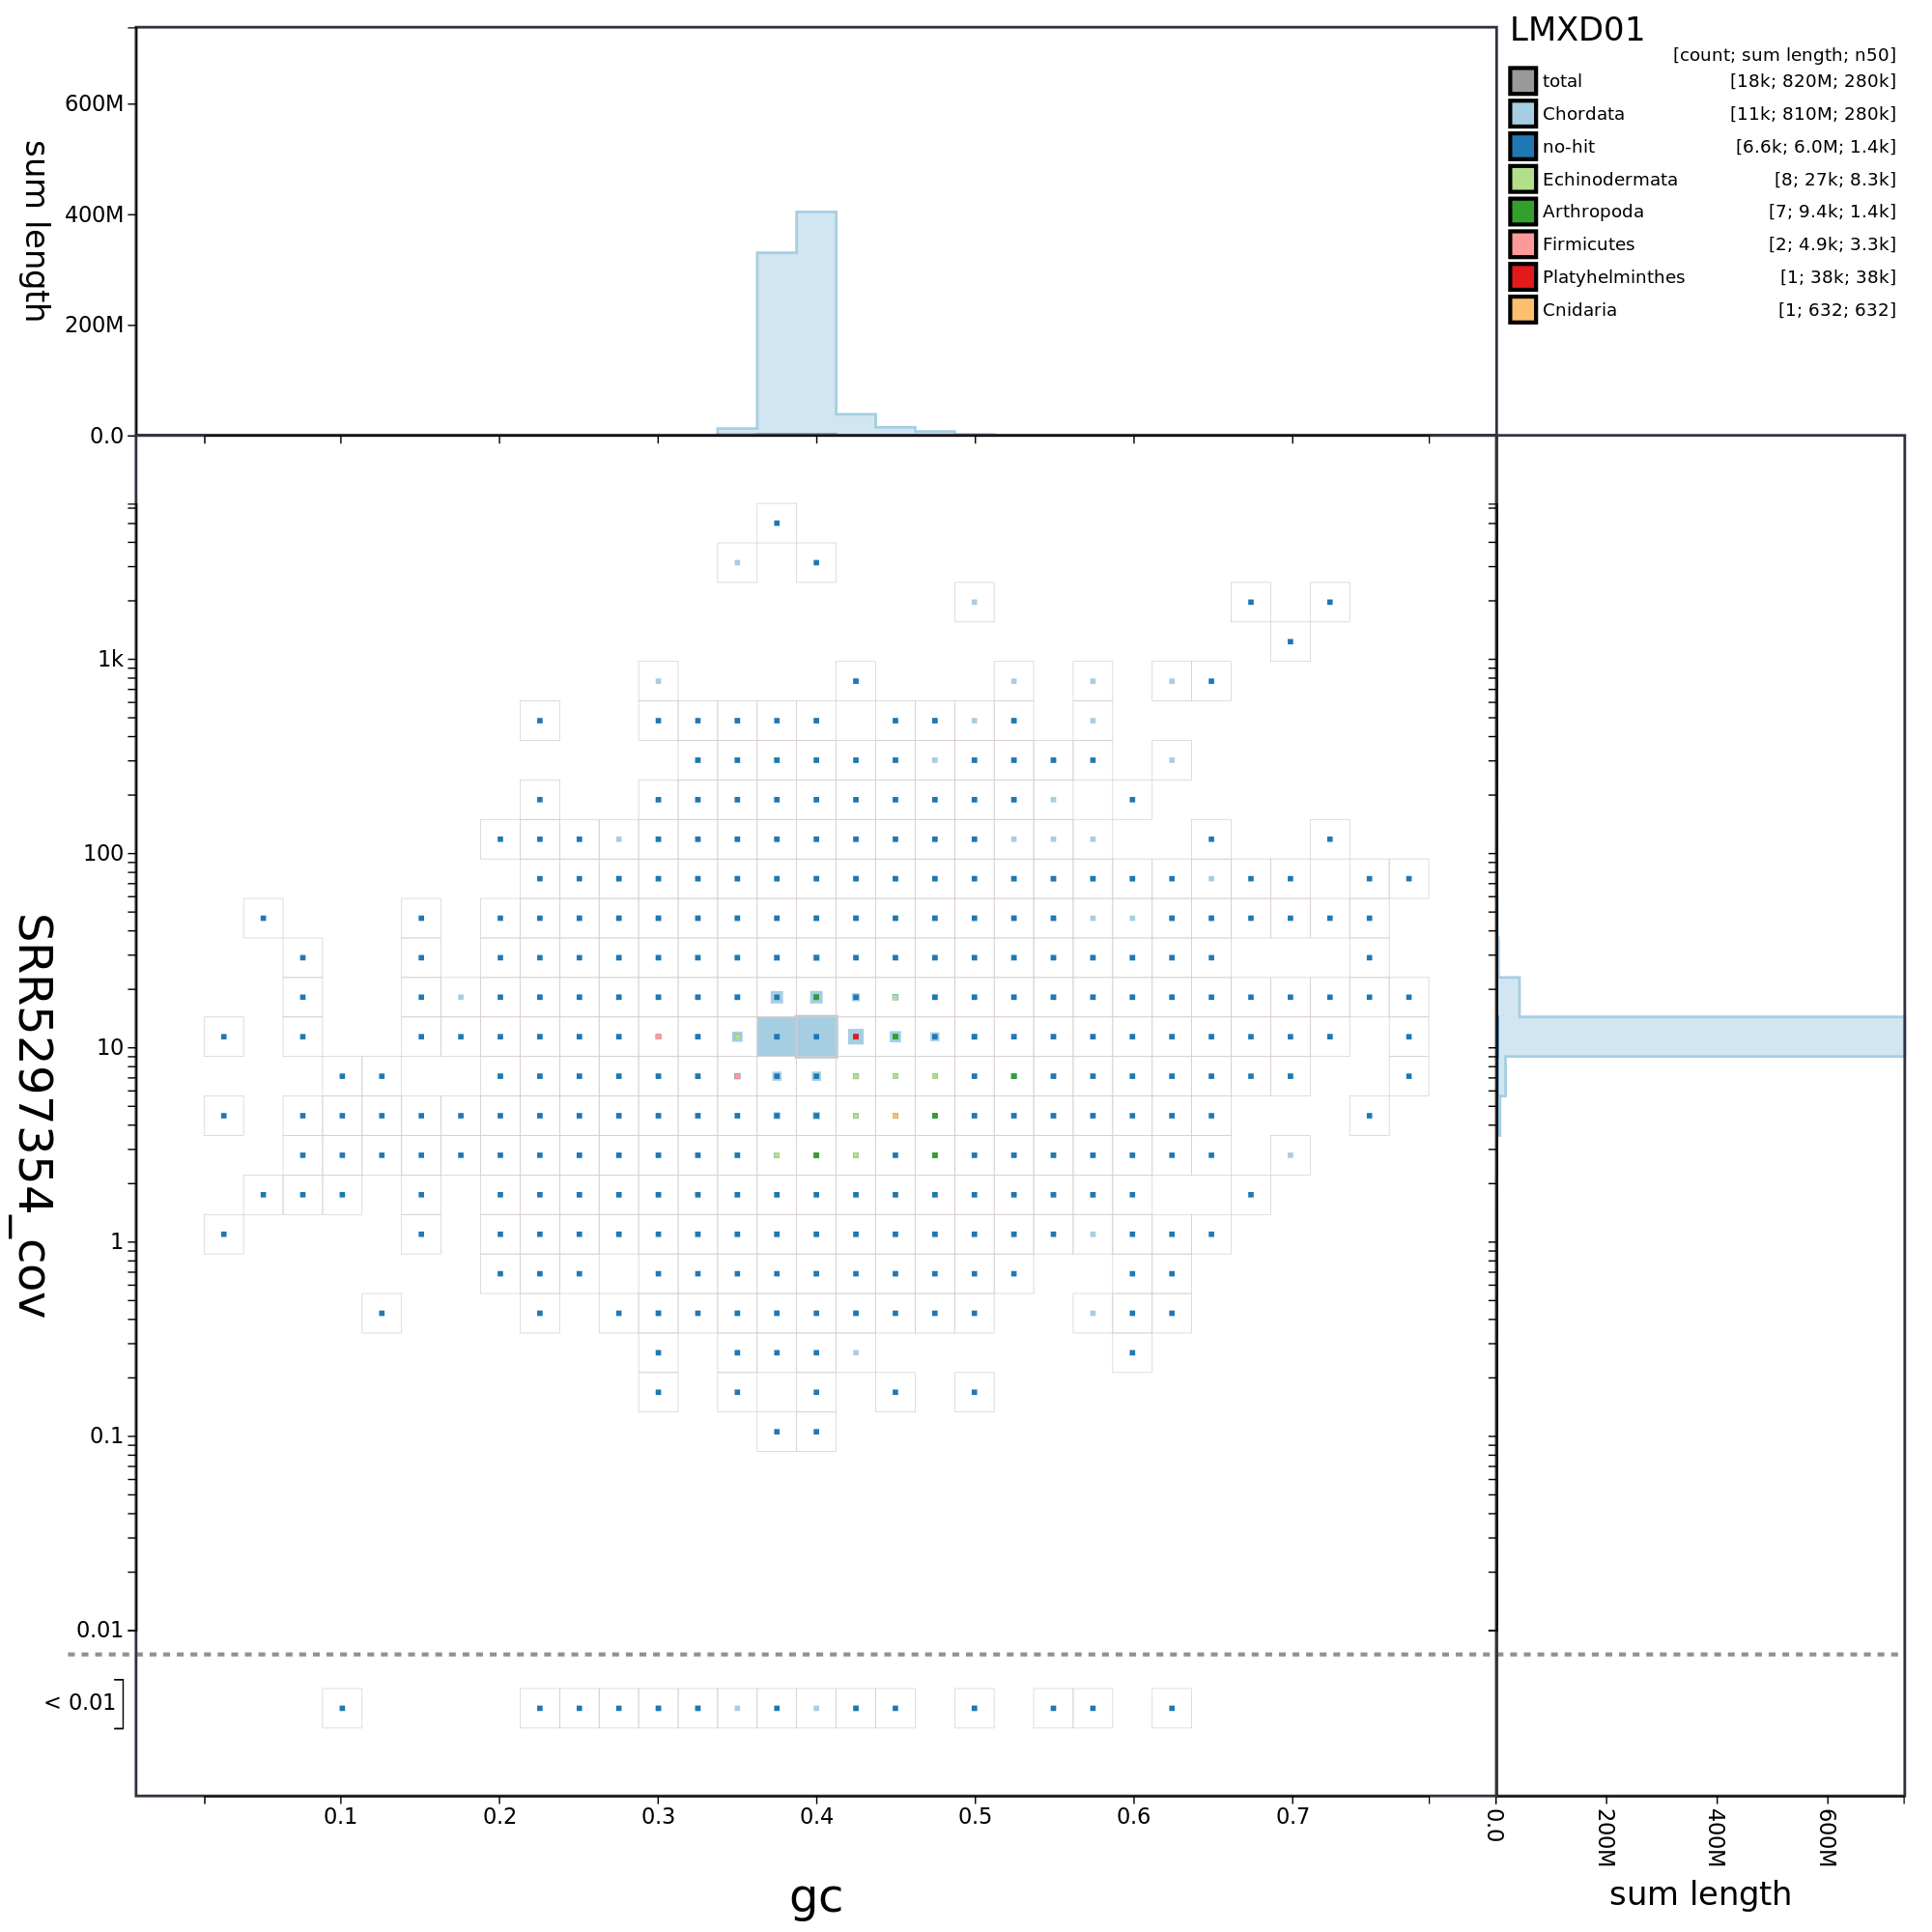 LMXD01
[count; sum length; n50]
total [18k; 820M; 280k]
Chordata [11k; 810M; 280k]
no-hit [6.6k; 6.0M; 1.4k]
Echinodermata [8; 27k; 8.3k]
Arthropoda [7; 9.4k; 1.4k]
Firmicutes [2; 4.9k; 3.3k]
Platyhelminthes [1; 38k; 38k]
Cnidaria [1; 632; 632]
sum length
600M
400M
200M
0.0
SRR5297354_cov
1k
100
10
1
0.1
0.01
< 0.01
0.1 0.2 0.3 0.4 0.5 0.6 0.7
gc
0.0 200M 400M 600M
sum length